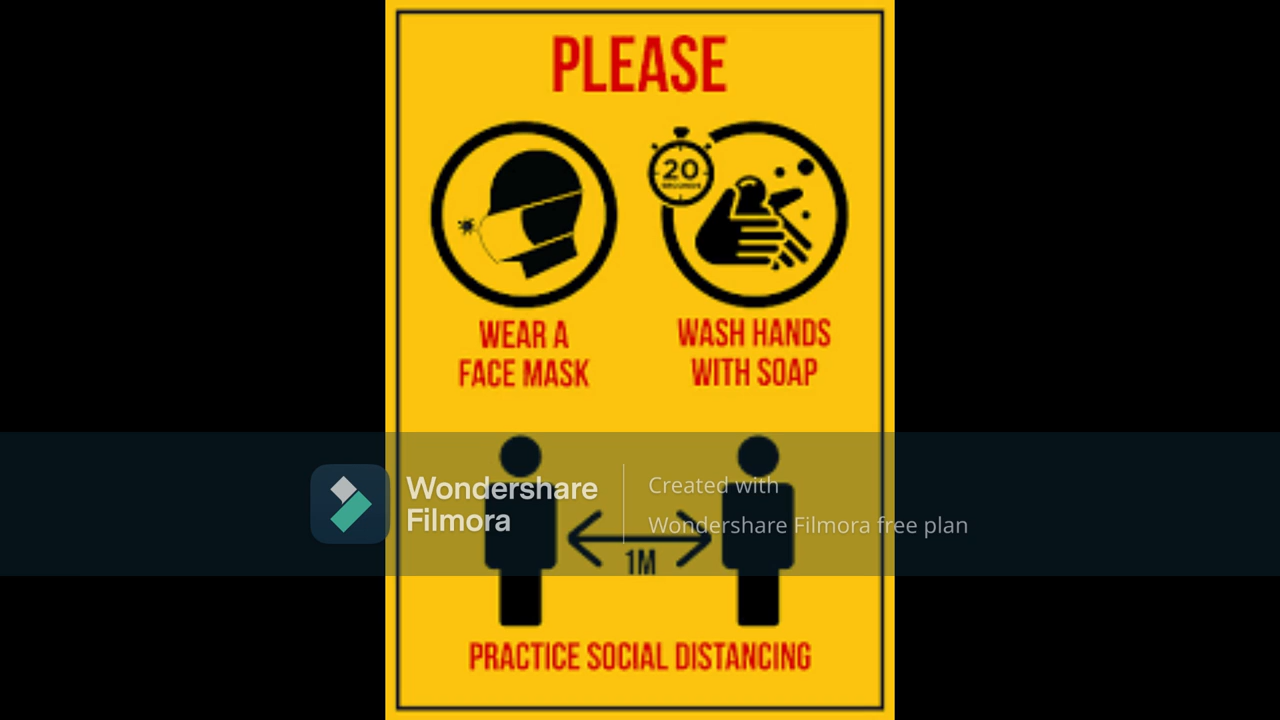 PLEASE
20
SECONDS
WEAR A
FACE MASK
WASH HANDS
WITH SOAP
Wondershare
Filmora
Created with
Wondershare Filmora free plan
1M
PRACTICE SOCIAL DISTANCING